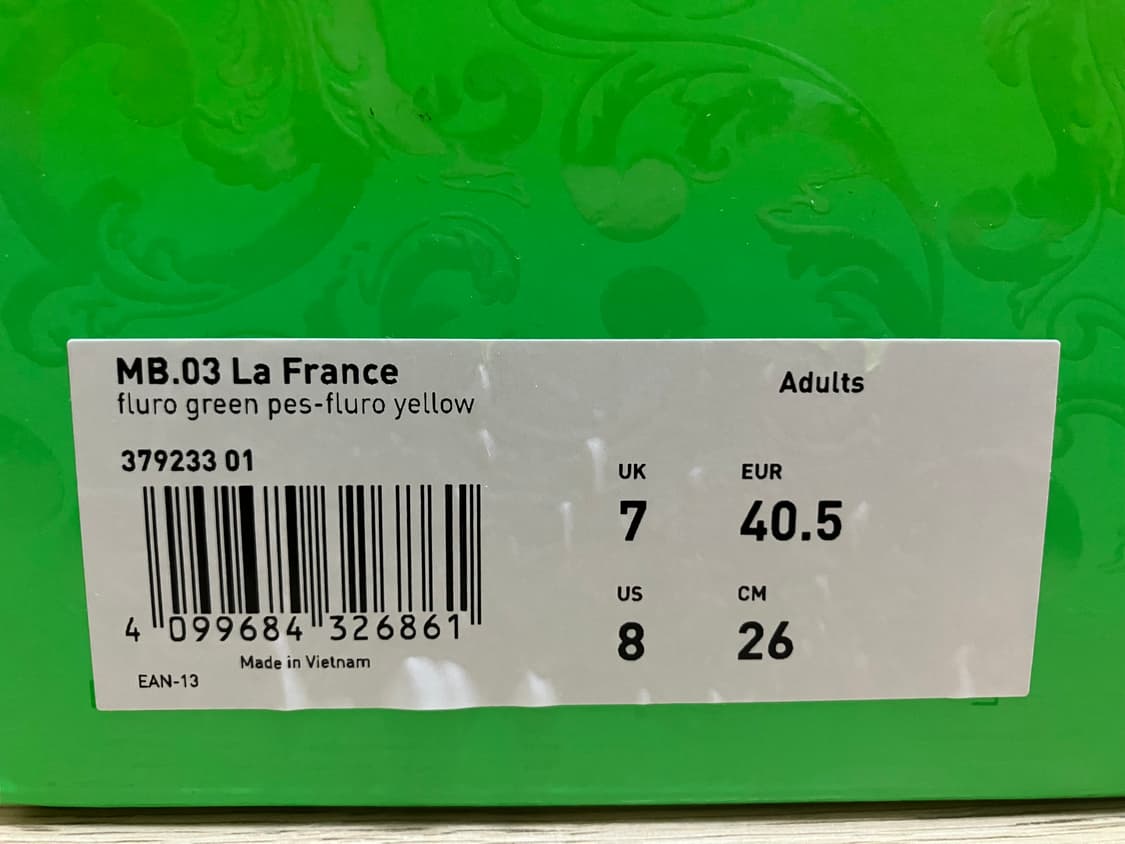 MB.03 La France
fluro green pes-fluro yellow
Adults
379233 01
UK
EUR
7
40.5
US
CM
8
26
4 099684 326861
Made in Vietnam
EAN-13